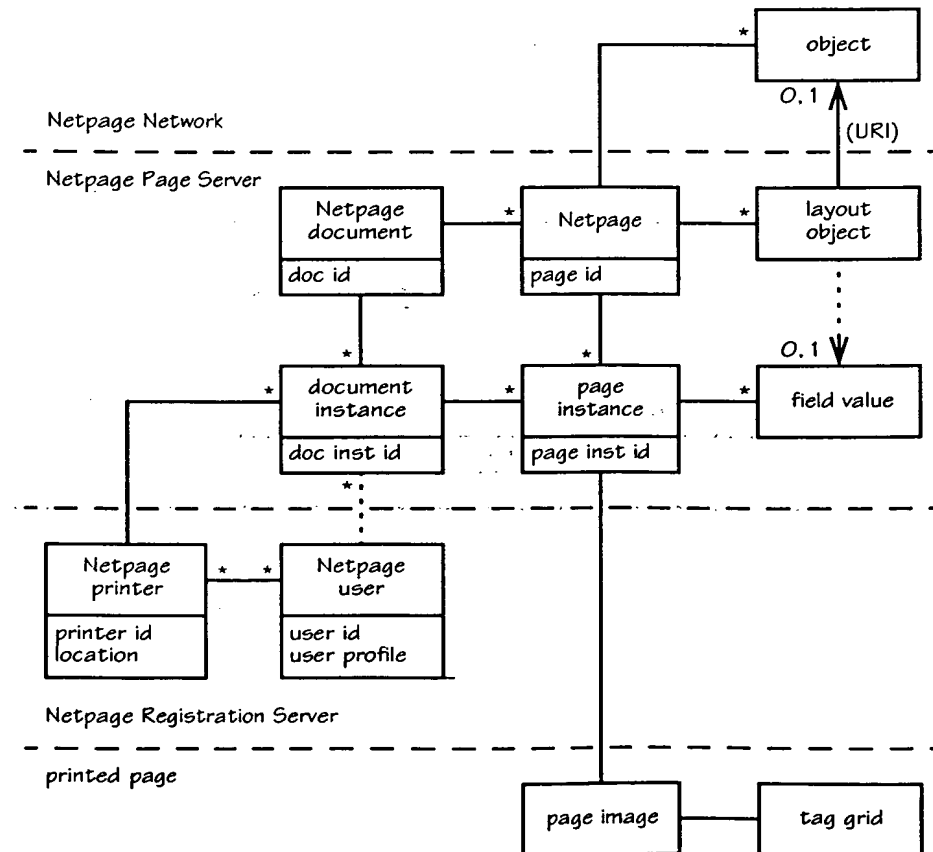 *
object
0.1
(URI)
Netpage Network
Netpage Page Server
Netpage
document
doc id
*
Netpage
page id
*
layout
object
*
*
0.1
*
document
instance
doc inst id
*
page
instance
page inst id
*
field value
*
Netpage
printer
printer id
location
* *
Netpage
user
user id
user profile
Netpage Registration Server
printed page
page image
tag grid